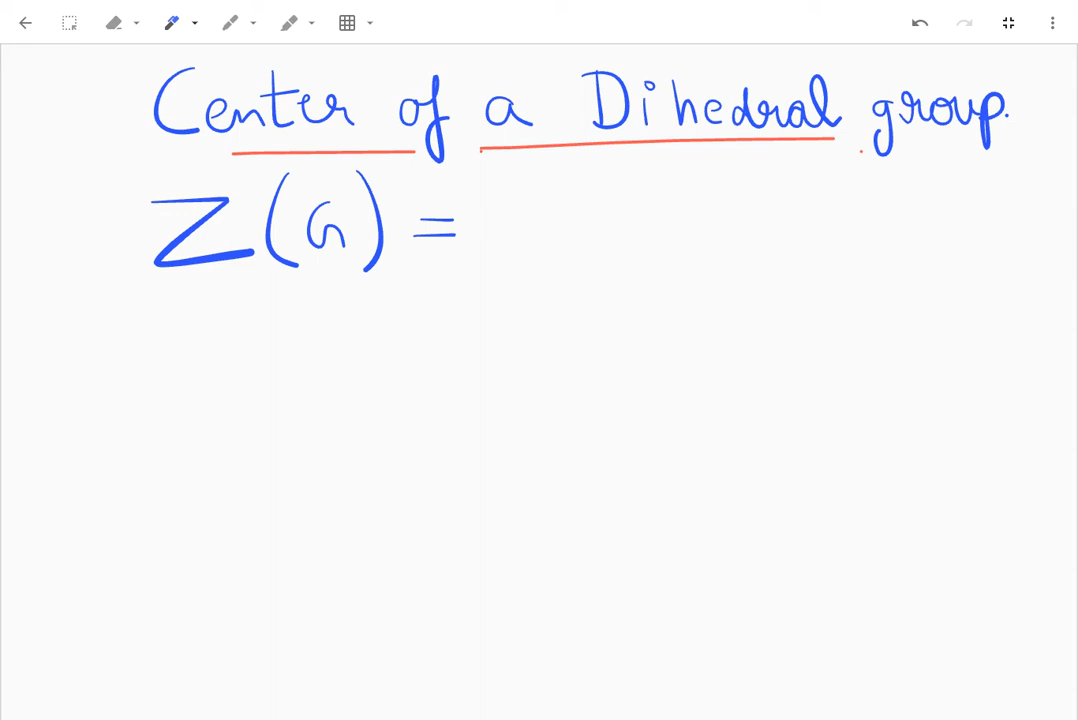 Center of a Dihedral group.
Z(G) =